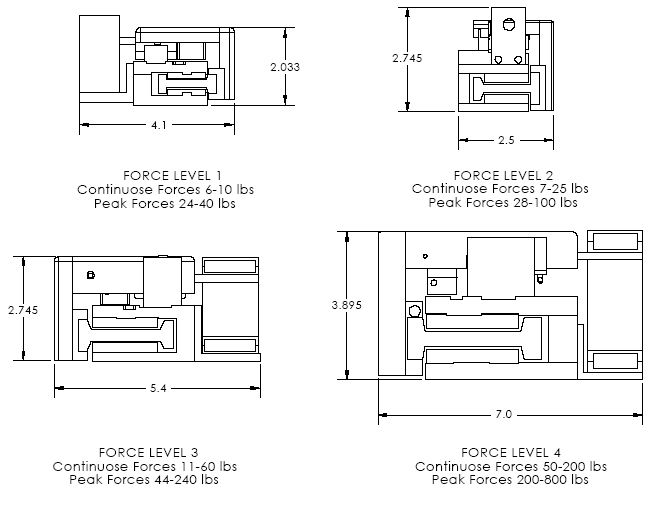 2.033
4.1
FORCE LEVEL 1
Continuose Forces 6-10 lbs
Peak Forces 24-40 lbs
2.745
2.5
FORCE LEVEL 2
Continuose Forces 7-25 lbs
Peak Forces 28-100 lbs
2.745
5.4
FORCE LEVEL 3
Continuose Forces 11-60 lbs
Peak Forces 44-240 lbs
3.895
7.0
FORCE LEVEL 4
Continuose Forces 50-200 lbs
Peak Forces 200-800 lbs